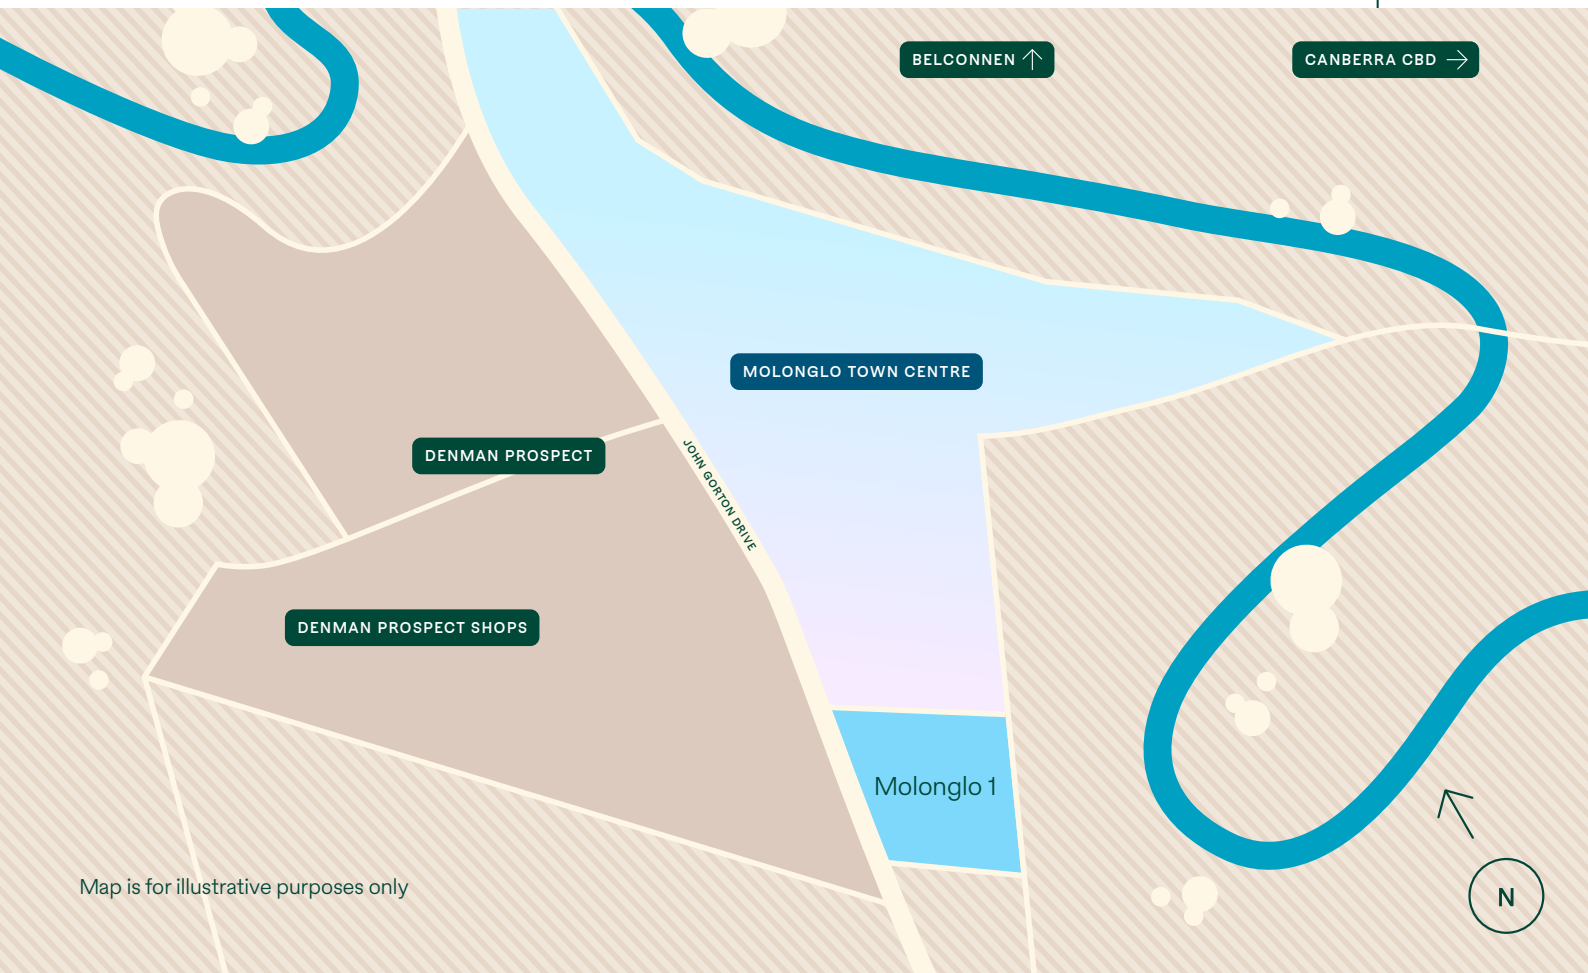 BELCONNEN ↑
CANBERRA CBD →
MOLONGLO TOWN CENTRE
DENMAN PROSPECT
JOHN GORTON DRIVE
DENMAN PROSPECT SHOPS
Molonglo 1
Map is for illustrative purposes only
N